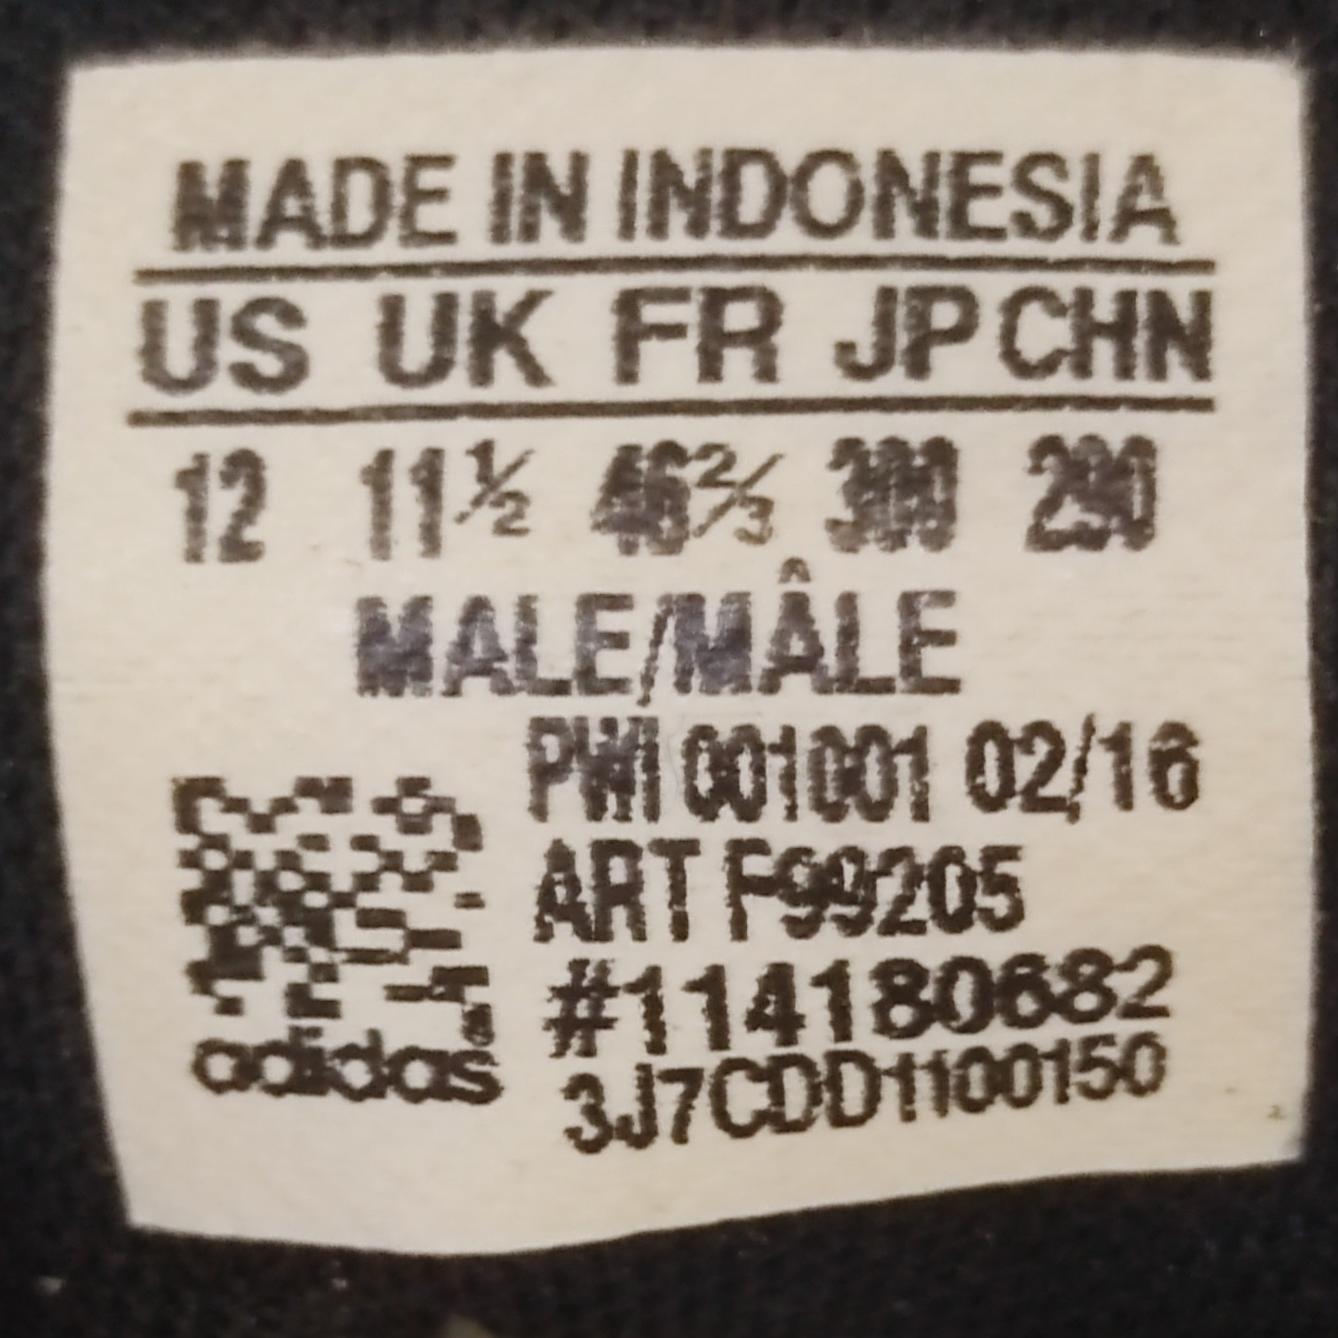 MADE IN INDONESIA
US UK FR JP CHN
12 11½ 46⅔ 300 290
MALE/MÂLE
PWI 001001 02/16
ART F99205
#114180682
adidas
3J7CDD1100150